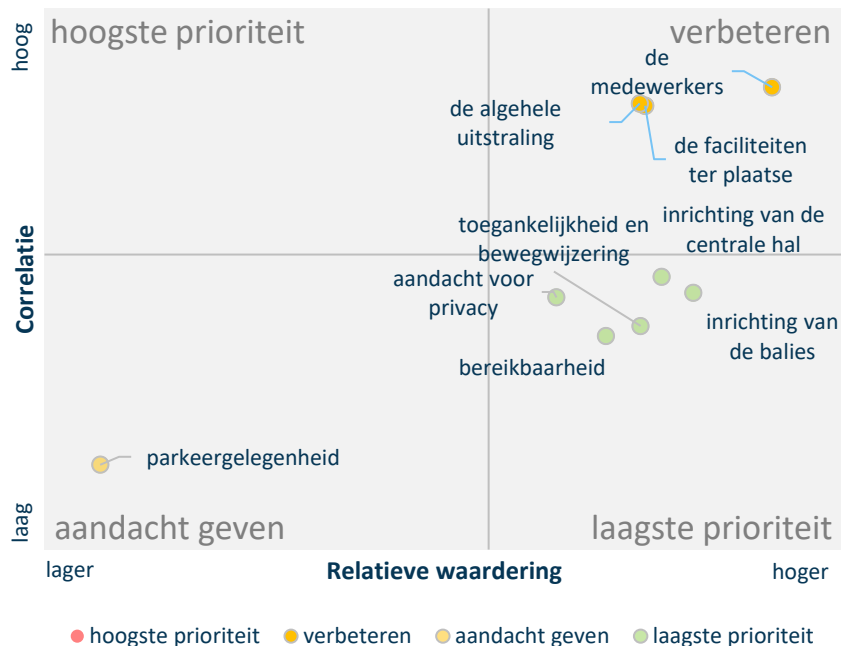 hoogste prioriteit
verbeteren
hoog
de
medewerkers
de algehele
uitstraling
de faciliteiten
ter plaatse
toegankelijkheid en
bewegwijzering
inrichting van de
centrale hal
Correlatie
aandacht voor
privacy
inrichting van
de balies
bereikbaarheid
parkeergelegenheid
laag
aandacht geven
laagste prioriteit
lager
Relatieve waardering
hoger
hoogste prioriteit
verbeteren
aandacht geven
laagste prioriteit